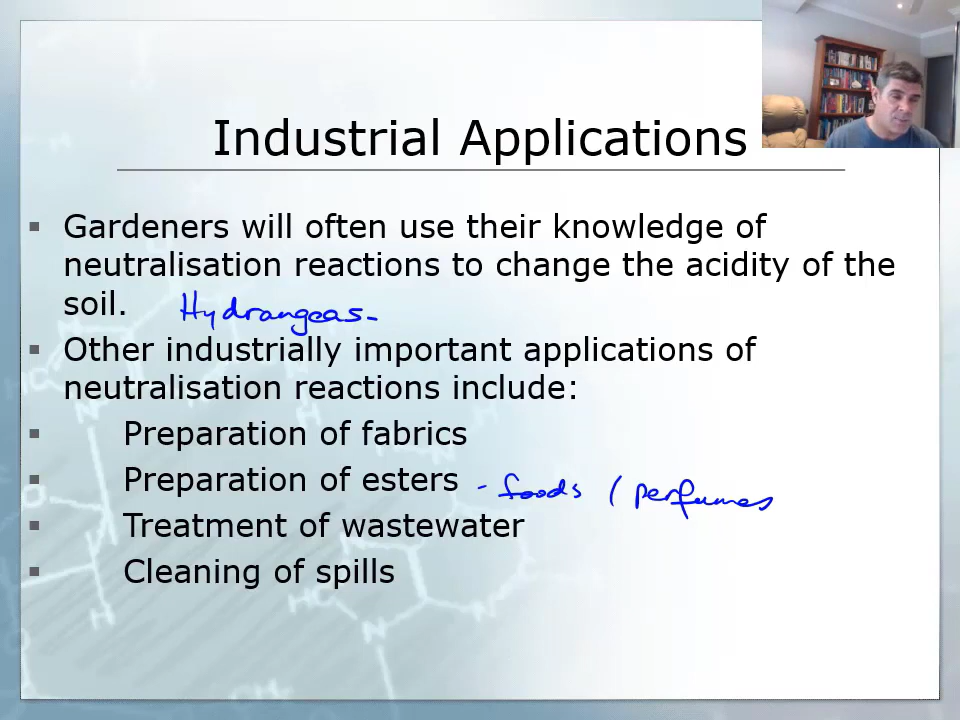 Industrial Applications
Gardeners will often use their knowledge of
neutralisation reactions to change the acidity of the
soil. Hydrangeas-
Other industrially important applications of
neutralisation reactions include:
Preparation of fabrics
Preparation of esters - foods / perfumes
Treatment of wastewater
Cleaning of spills